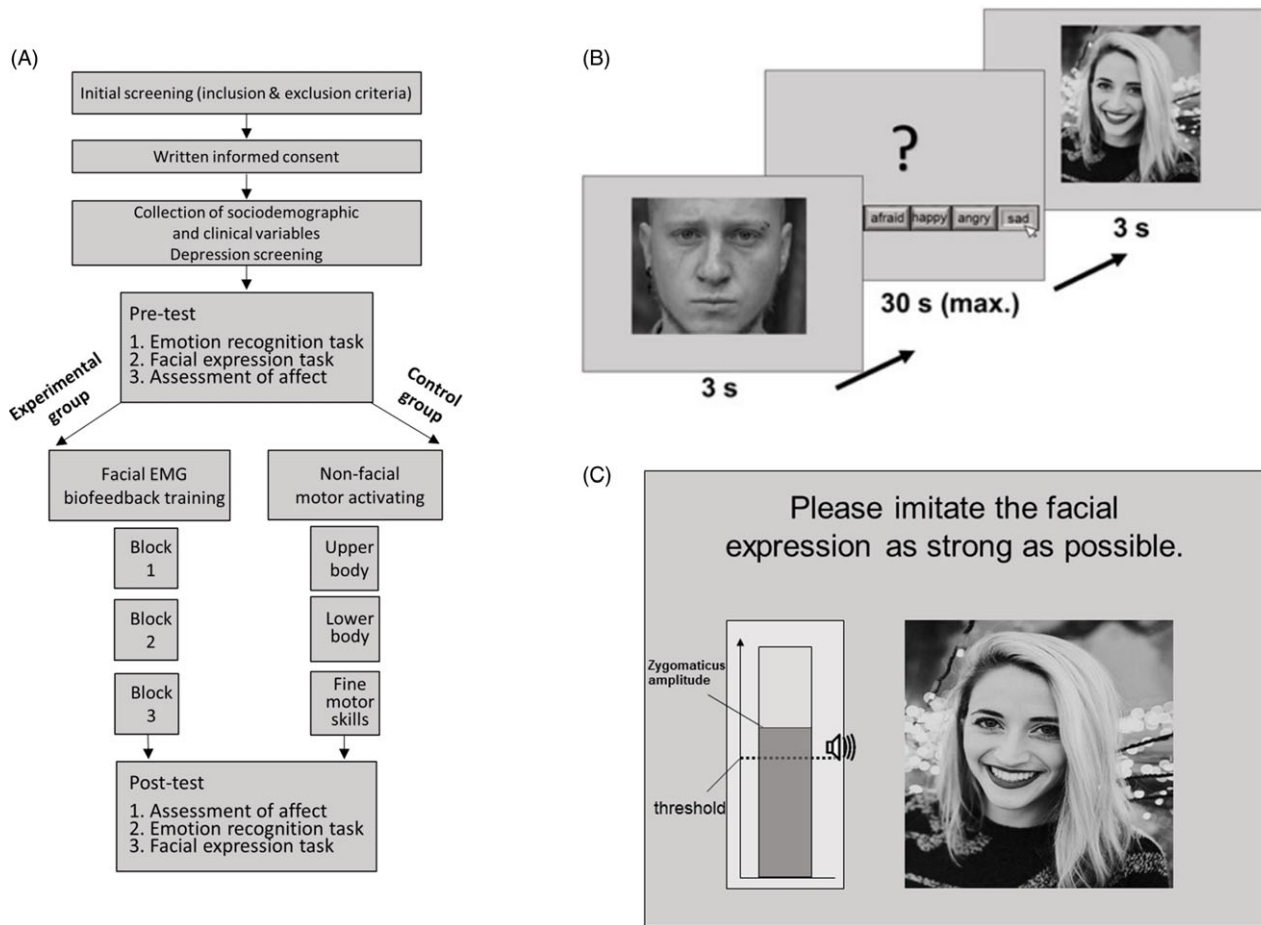 (A)
Initial screening (inclusion & exclusion criteria)
Written informed consent
Collection of sociodemographic
and clinical variables
Depression screening
Pre-test
1. Emotion recognition task
2. Facial expression task
3. Assessment of affect
Experimental
group
Control
group
Facial EMG
biofeedback training
Non-facial
motor activating
Block
1
Upper
body
Block
2
Lower
body
Block
3
Fine
motor
skills
Post-test
1. Assessment of affect
2. Emotion recognition task
3. Facial expression task
(B)
3 s
?
afraid happy angry sad
30 s (max.)
3 s
(C)
Please imitate the facial
expression as strong as possible.
Zygomaticus
amplitude
threshold